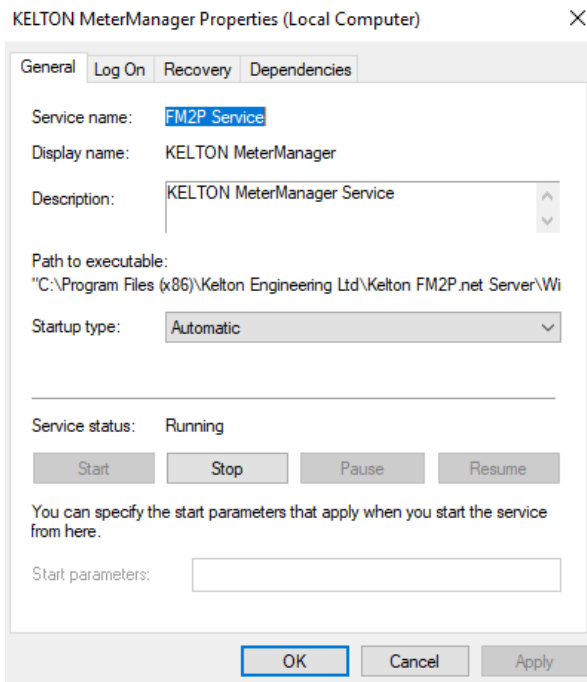 KELTON MeterManager Properties (Local Computer)
General Log On Recovery Dependencies
Service name: FM2P Service
Display name: KELTON MeterManager
Description: KELTON MeterManager Service
Path to executable:
"C:\Program Files (x86)\Kelton Engineering Ltd\Kelton FM2P.net Server\Wi
Startup type: Automatic
Service status: Running
Start Stop Pause Resume
You can specify the start parameters that apply when you start the service
from here.
Start parameters:
OK Cancel Apply